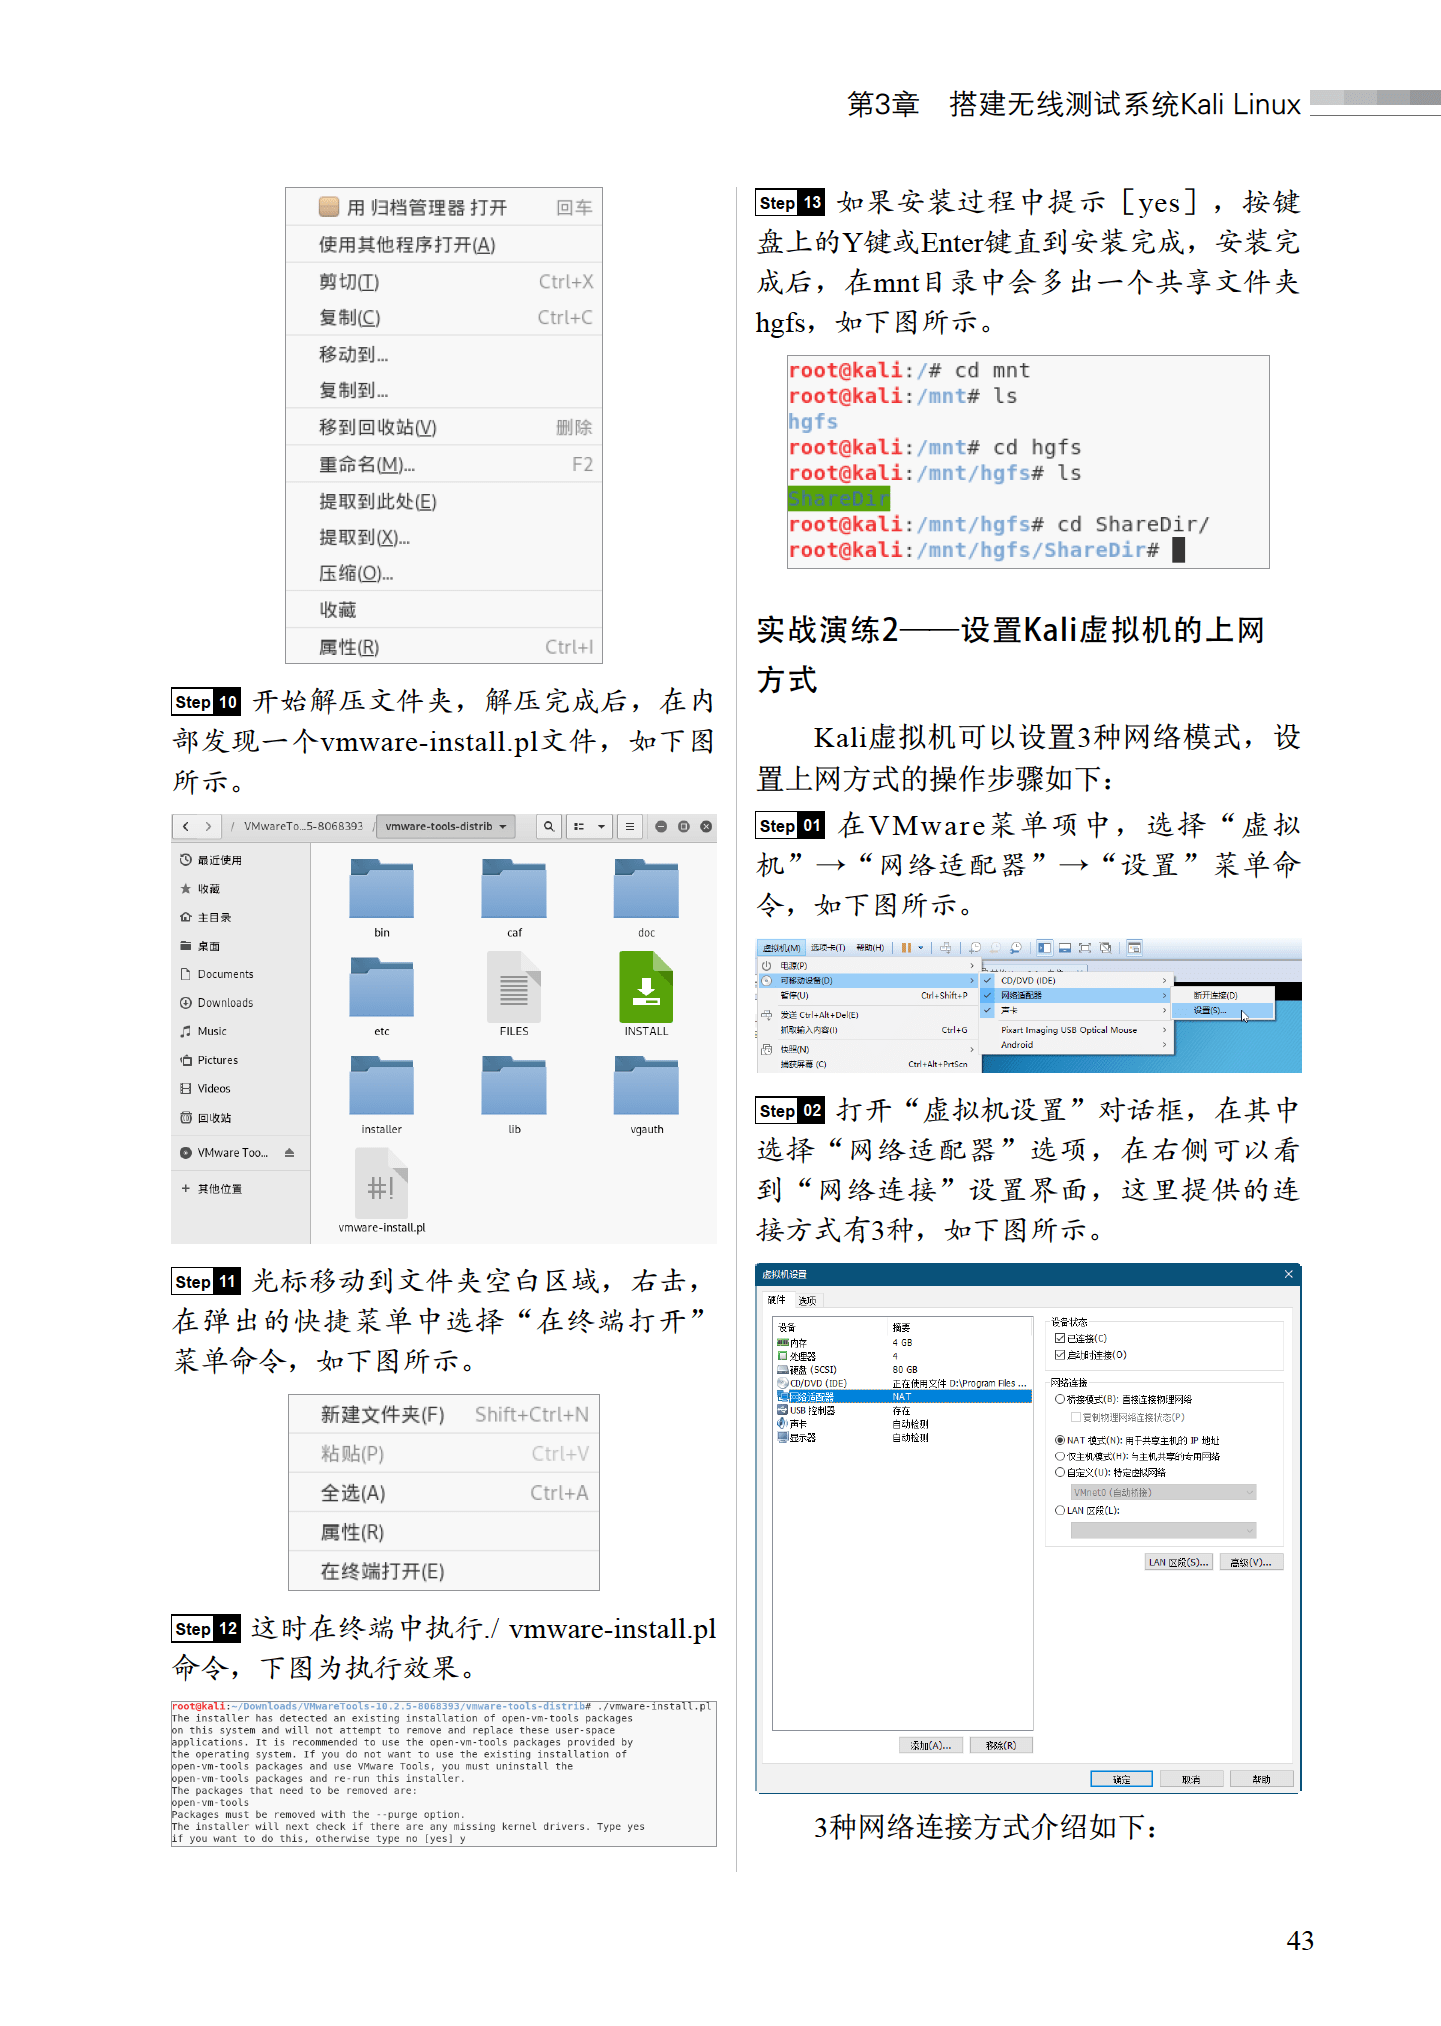 第3章　搭建无线测试系统Kali Linux
用 归档管理器 打开 回车
使用其他程序打开(A)
剪切(T) Ctrl+X
复制(C) Ctrl+C
移动到...
复制到...
移到回收站(V) 删除
重命名(M)... F2
提取到此处(E)
提取到(X)...
压缩(O)...
收藏
属性(R) Ctrl+I
Step 10 开始解压文件夹，解压完成后，在内
部发现一个vmware-install.pl文件，如下图
所示。
< > / VMwareTo...5-8068393 / vmware-tools-distrib
最近使用
收藏
主目录
桌面
Documents
Downloads
Music
Pictures
Videos
回收站
VMware Too...
+ 其他位置
bin caf doc
etc FILES INSTALL
installer lib vgauth
#!
vmware-install.pl
Step 11 光标移动到文件夹空白区域，右击，
在弹出的快捷菜单中选择“在终端打开”
菜单命令，如下图所示。
新建文件夹(F) Shift+Ctrl+N
粘贴(P) Ctrl+V
全选(A) Ctrl+A
属性(R)
在终端打开(E)
Step 12 这时在终端中执行./ vmware-install.pl
命令，下图为执行效果。
root@kali:~/Downloads/VMwareTools-10.2.5-8068393/vmware-tools-distrib# ./vmware-install.pl
The installer has detected an existing installation of open-vm-tools packages
on this system and will not attempt to remove and replace these user-space
applications. It is recommended to use the open-vm-tools packages provided by
the operating system. If you do not want to use the existing installation of
open-vm-tools packages and use VMware Tools, you must uninstall the
open-vm-tools packages and re-run this installer.
The packages that need to be removed are:
open-vm-tools
Packages must be removed with the --purge option.
The installer will next check if there are any missing kernel drivers. Type yes
if you want to do this, otherwise type no [yes] y
Step 13 如果安装过程中提示［yes］，按键
盘上的Y键或Enter键直到安装完成，安装完
成后，在mnt目录中会多出一个共享文件夹
hgfs，如下图所示。
root@kali:/# cd mnt
root@kali:/mnt# ls
hgfs
root@kali:/mnt# cd hgfs
root@kali:/mnt/hgfs# ls
ShareDir
root@kali:/mnt/hgfs# cd ShareDir/
root@kali:/mnt/hgfs/ShareDir#
实战演练2——设置Kali虚拟机的上网
方式
Kali虚拟机可以设置3种网络模式，设
置上网方式的操作步骤如下：
Step 01 在VMware菜单项中，选择“虚拟
机”→“网络适配器”→“设置”菜单命
令，如下图所示。
虚拟机(M) 选项卡(T) 帮助(H)
电源(P)
可移动设备(D) CD/DVD (IDE)
暂停(U) Ctrl+Shift+P 网络适配器 断开连接(D)
发送 Ctrl+Alt+Del(E) 声卡 设置(S)...
抓取输入内容(I) Ctrl+G Pixart Imaging USB Optical Mouse
快照(N) Android
捕获屏幕 (C) Ctrl+Alt+PrtScn
Step 02 打开“虚拟机设置”对话框，在其中
选择“网络适配器”选项，在右侧可以看
到“网络连接”设置界面，这里提供的连
接方式有3种，如下图所示。
虚拟机设置
硬件 选项
设备 摘要
内存 4 GB
处理器 4
硬盘 (SCSI) 80 GB
CD/DVD (IDE) 正在使用文件 D:\Program Files ...
网络适配器 NAT
USB 控制器 存在
声卡 自动检测
显示器 自动检测
添加(A)... 移除(R)
设备状态
已连接(C)
启动时连接(O)
网络连接
桥接模式(B): 直接连接物理网络
复制物理网络连接状态(P)
NAT 模式(N): 用于共享主机的 IP 地址
仅主机模式(H): 与主机共享的专用网络
自定义(U): 特定虚拟网络
VMnet0 (自动桥接)
LAN 区段(L):
LAN 区段(S)... 高级(V)...
确定 取消 帮助
3种网络连接方式介绍如下：
43